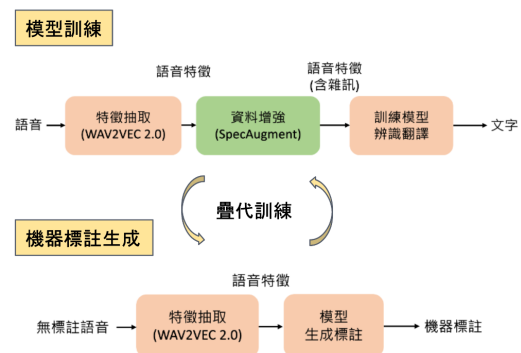 模型訓練
語音特徵
語音特徵
(含雜訊)
語音
特徵抽取
(WAV2VEC 2.0)
資料增強
(SpecAugment)
訓練模型
辨識翻譯
文字
疊代訓練
機器標註生成
語音特徵
無標註語音
特徵抽取
(WAV2VEC 2.0)
模型
生成標註
機器標註